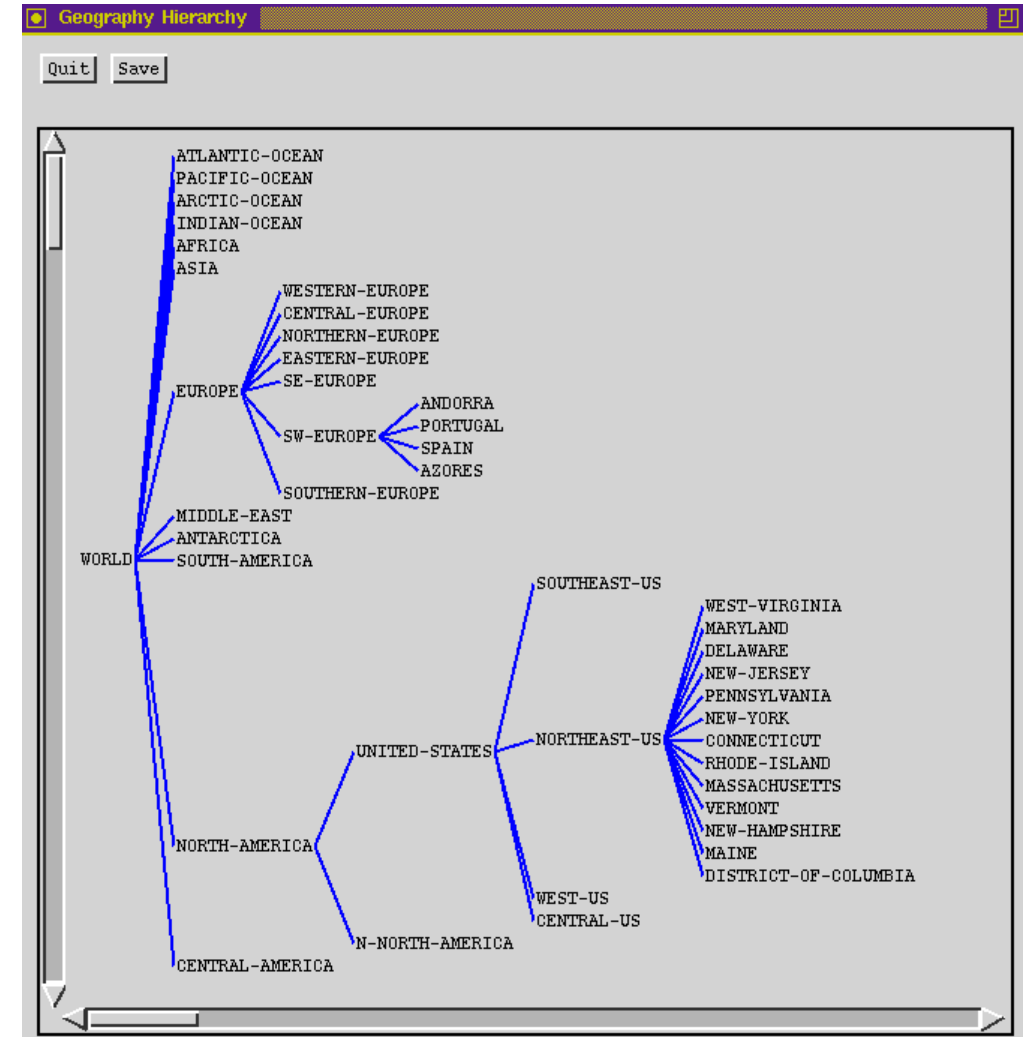 Geography Hierarchy
Quit Save
ATLANTIC-OCEAN
PACIFIC-OCEAN
ARCTIC-OCEAN
INDIAN-OCEAN
AFRICA
ASIA
WESTERN-EUROPE
CENTRAL-EUROPE
NORTHERN-EUROPE
EASTERN-EUROPE
SE-EUROPE
EUROPE
ANDORRA
PORTUGAL
SW-EUROPE
SPAIN
AZORES
SOUTHERN-EUROPE
MIDDLE-EAST
ANTARCTICA
WORLD SOUTH-AMERICA
SOUTHEAST-US
WEST-VIRGINIA
MARYLAND
DELAWARE
NEW-JERSEY
PENNSYLVANIA
NEW-YORK
NORTHEAST-US CONNECTICUT
UNITED-STATES
RHODE-ISLAND
MASSACHUSETTS
VERMONT
NEW-HAMPSHIRE
NORTH-AMERICA
MAINE
DISTRICT-OF-COLUMBIA
WEST-US
CENTRAL-US
N-NORTH-AMERICA
CENTRAL-AMERICA